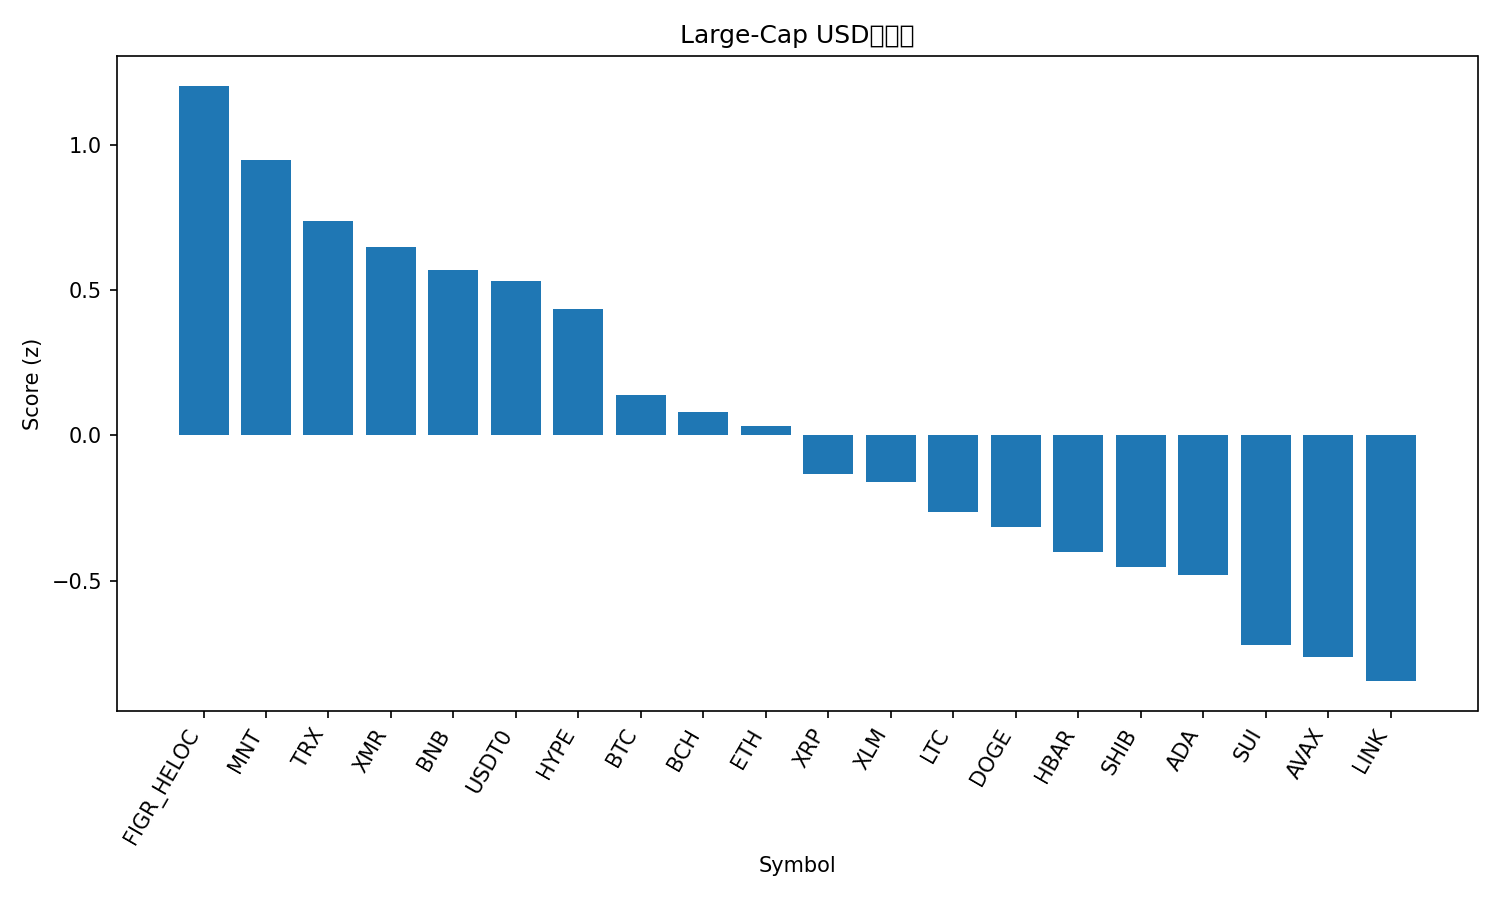 Large-Cap USD
1.0
0.5
0.0
−0.5
Score (z)
FIGR_HELOC
MNT
TRX
XMR
BNB
USDT0
HYPE
BTC
BCH
ETH
XRP
XLM
LTC
DOGE
HBAR
SHIB
ADA
SUI
AVAX
LINK
Symbol